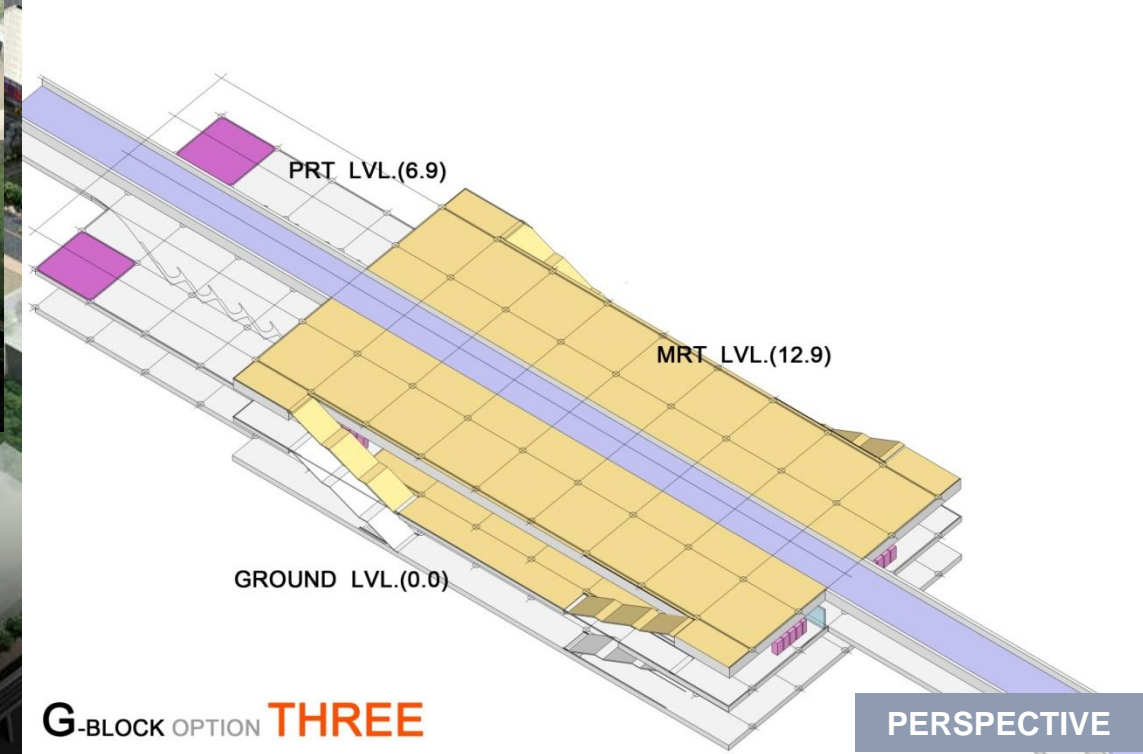 PRT LVL.(6.9)
MRT LVL.(12.9)
GROUND LVL.(0.0)
G-BLOCK OPTION THREE
PERSPECTIVE